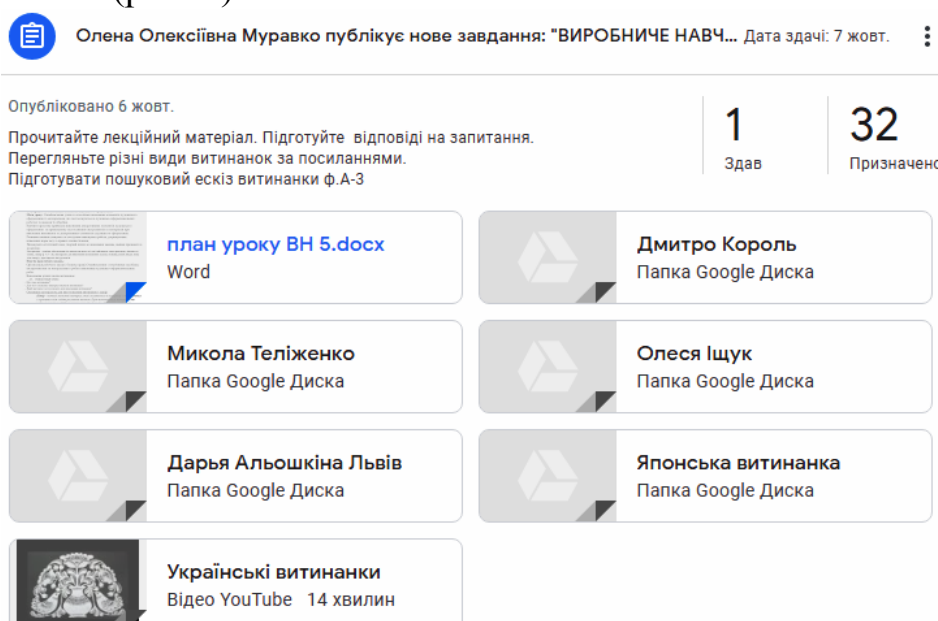 Олена Олексіївна Муравко публікує нове завдання: "ВИРОБНИЧЕ НАВЧ... Дата здачі: 7 жовт.
Опубліковано 6 жовт.
Прочитайте лекційний матеріал. Підготуйте відповіді на запитання.
Перегляньте різні види витинанок за посиланнями.
Підготувати пошуковий ескіз витинанки ф.А-3
1
Здав
32
Призначено
план уроку ВН 5.docx
Word
Дмитро Король
Папка Google Диска
Микола Теліженко
Папка Google Диска
Олеся Іщук
Папка Google Диска
Дарья Альошкіна Львів
Папка Google Диска
Японська витинанка
Папка Google Диска
Українські витинанки
Відео YouTube 14 хвилин